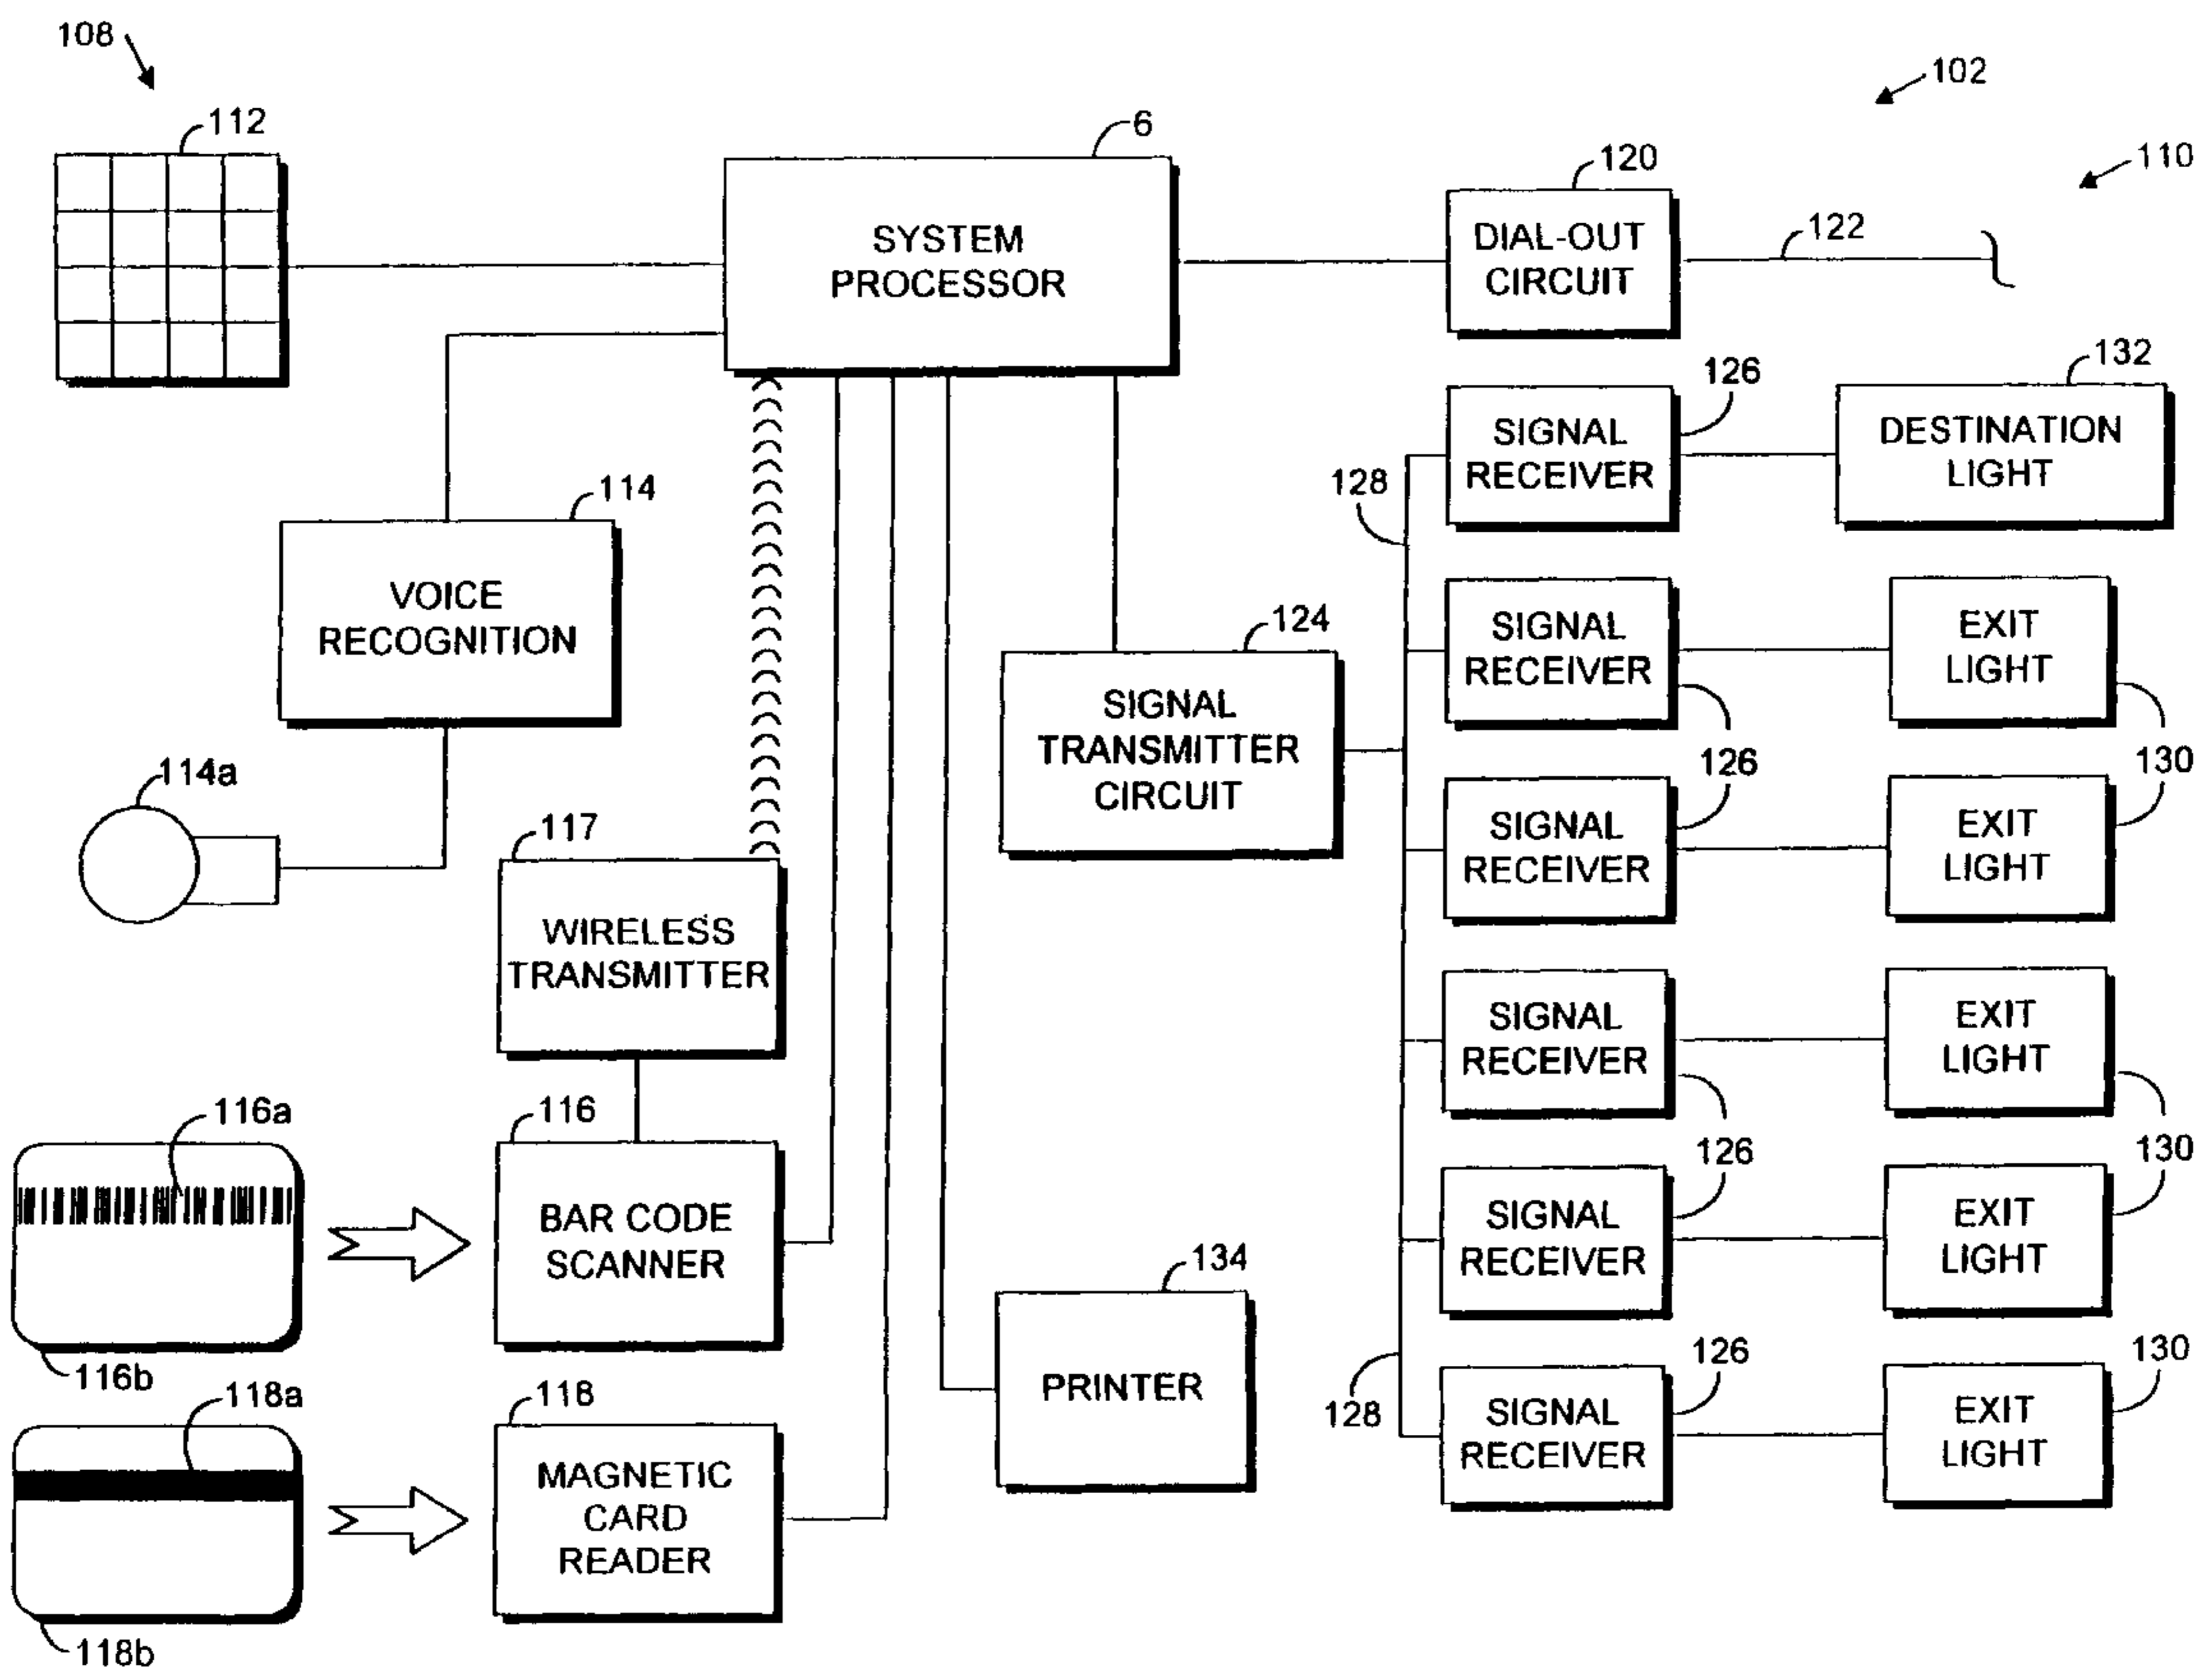 108
102
112
6
120
110
SYSTEM
PROCESSOR
DIAL-OUT
CIRCUIT
122
126
132
SIGNAL
RECEIVER
DESTINATION
LIGHT
128
114
VOICE
RECOGNITION
124
SIGNAL
TRANSMITTER
CIRCUIT
SIGNAL
RECEIVER
EXIT
LIGHT
126
130
114a
117
SIGNAL
RECEIVER
EXIT
LIGHT
WIRELESS
TRANSMITTER
SIGNAL
RECEIVER
EXIT
LIGHT
116a
116
126
130
BAR CODE
SCANNER
SIGNAL
RECEIVER
EXIT
LIGHT
134
116b
PRINTER
128
126
130
118a
118
SIGNAL
RECEIVER
EXIT
LIGHT
MAGNETIC
CARD
READER
118b